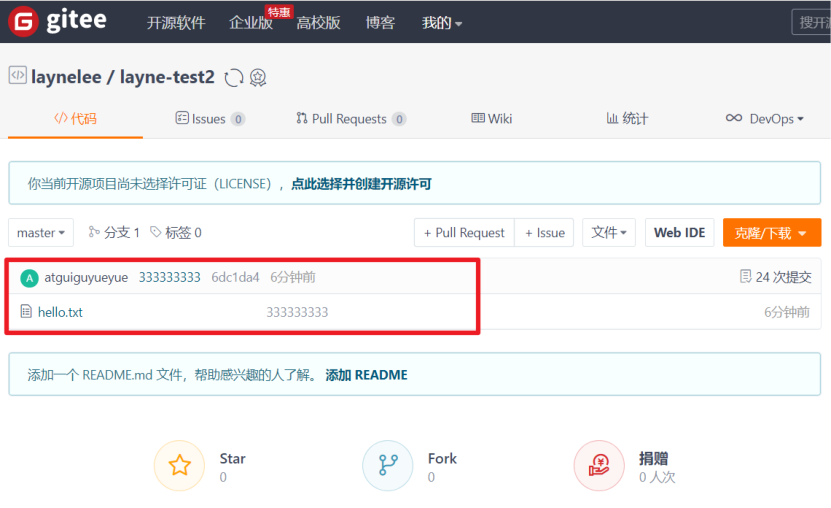 gitee 开源软件 企业版 特惠 高校版 博客 我的
laynelee / layne-test2
代码 Issues 0 Pull Requests 0 Wiki 统计 DevOps
你当前开源项目尚未选择许可证（LICENSE），点此选择并创建开源许可
master 分支 1 标签 0 + Pull Request + Issue 文件 Web IDE 克隆/下载
A atguiguyueyue 333333333 6dc1da4 6分钟前 24 次提交
hello.txt 333333333 6分钟前
添加一个 README.md 文件，帮助感兴趣的人了解。 添加 README
Star Fork 捐赠
0 0 0 人次